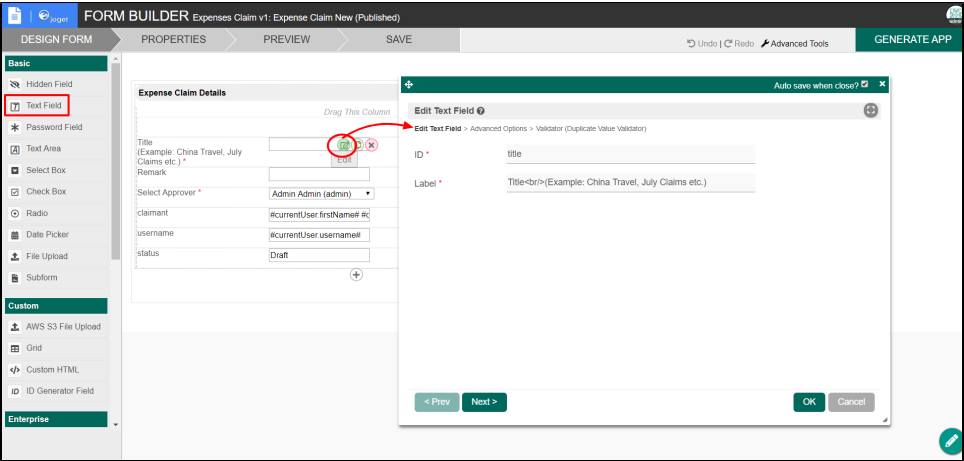 joget FORM BUILDER Expenses Claim v1: Expense Claim New (Published)
admin
DESIGN FORM PROPERTIES PREVIEW SAVE Undo | Redo Advanced Tools GENERATE APP
Basic
Hidden Field
Text Field
Password Field
Text Area
Select Box
Check Box
Radio
Date Picker
File Upload
Subform
Custom
AWS S3 File Upload
Grid
Custom HTML
ID Generator Field
Enterprise
Expense Claim Details
Drag This Column
Title
(Example: China Travel, July
Claims etc.) *
Edit
Remark
Select Approver * Admin Admin (admin)
claimant #currentUser.firstName# #c
username #currentUser.username#
status Draft
Auto save when close?
Edit Text Field
Edit Text Field > Advanced Options > Validator (Duplicate Value Validator)
ID * title
Label * Title<br/>(Example: China Travel, July Claims etc.)
< Prev Next > OK Cancel